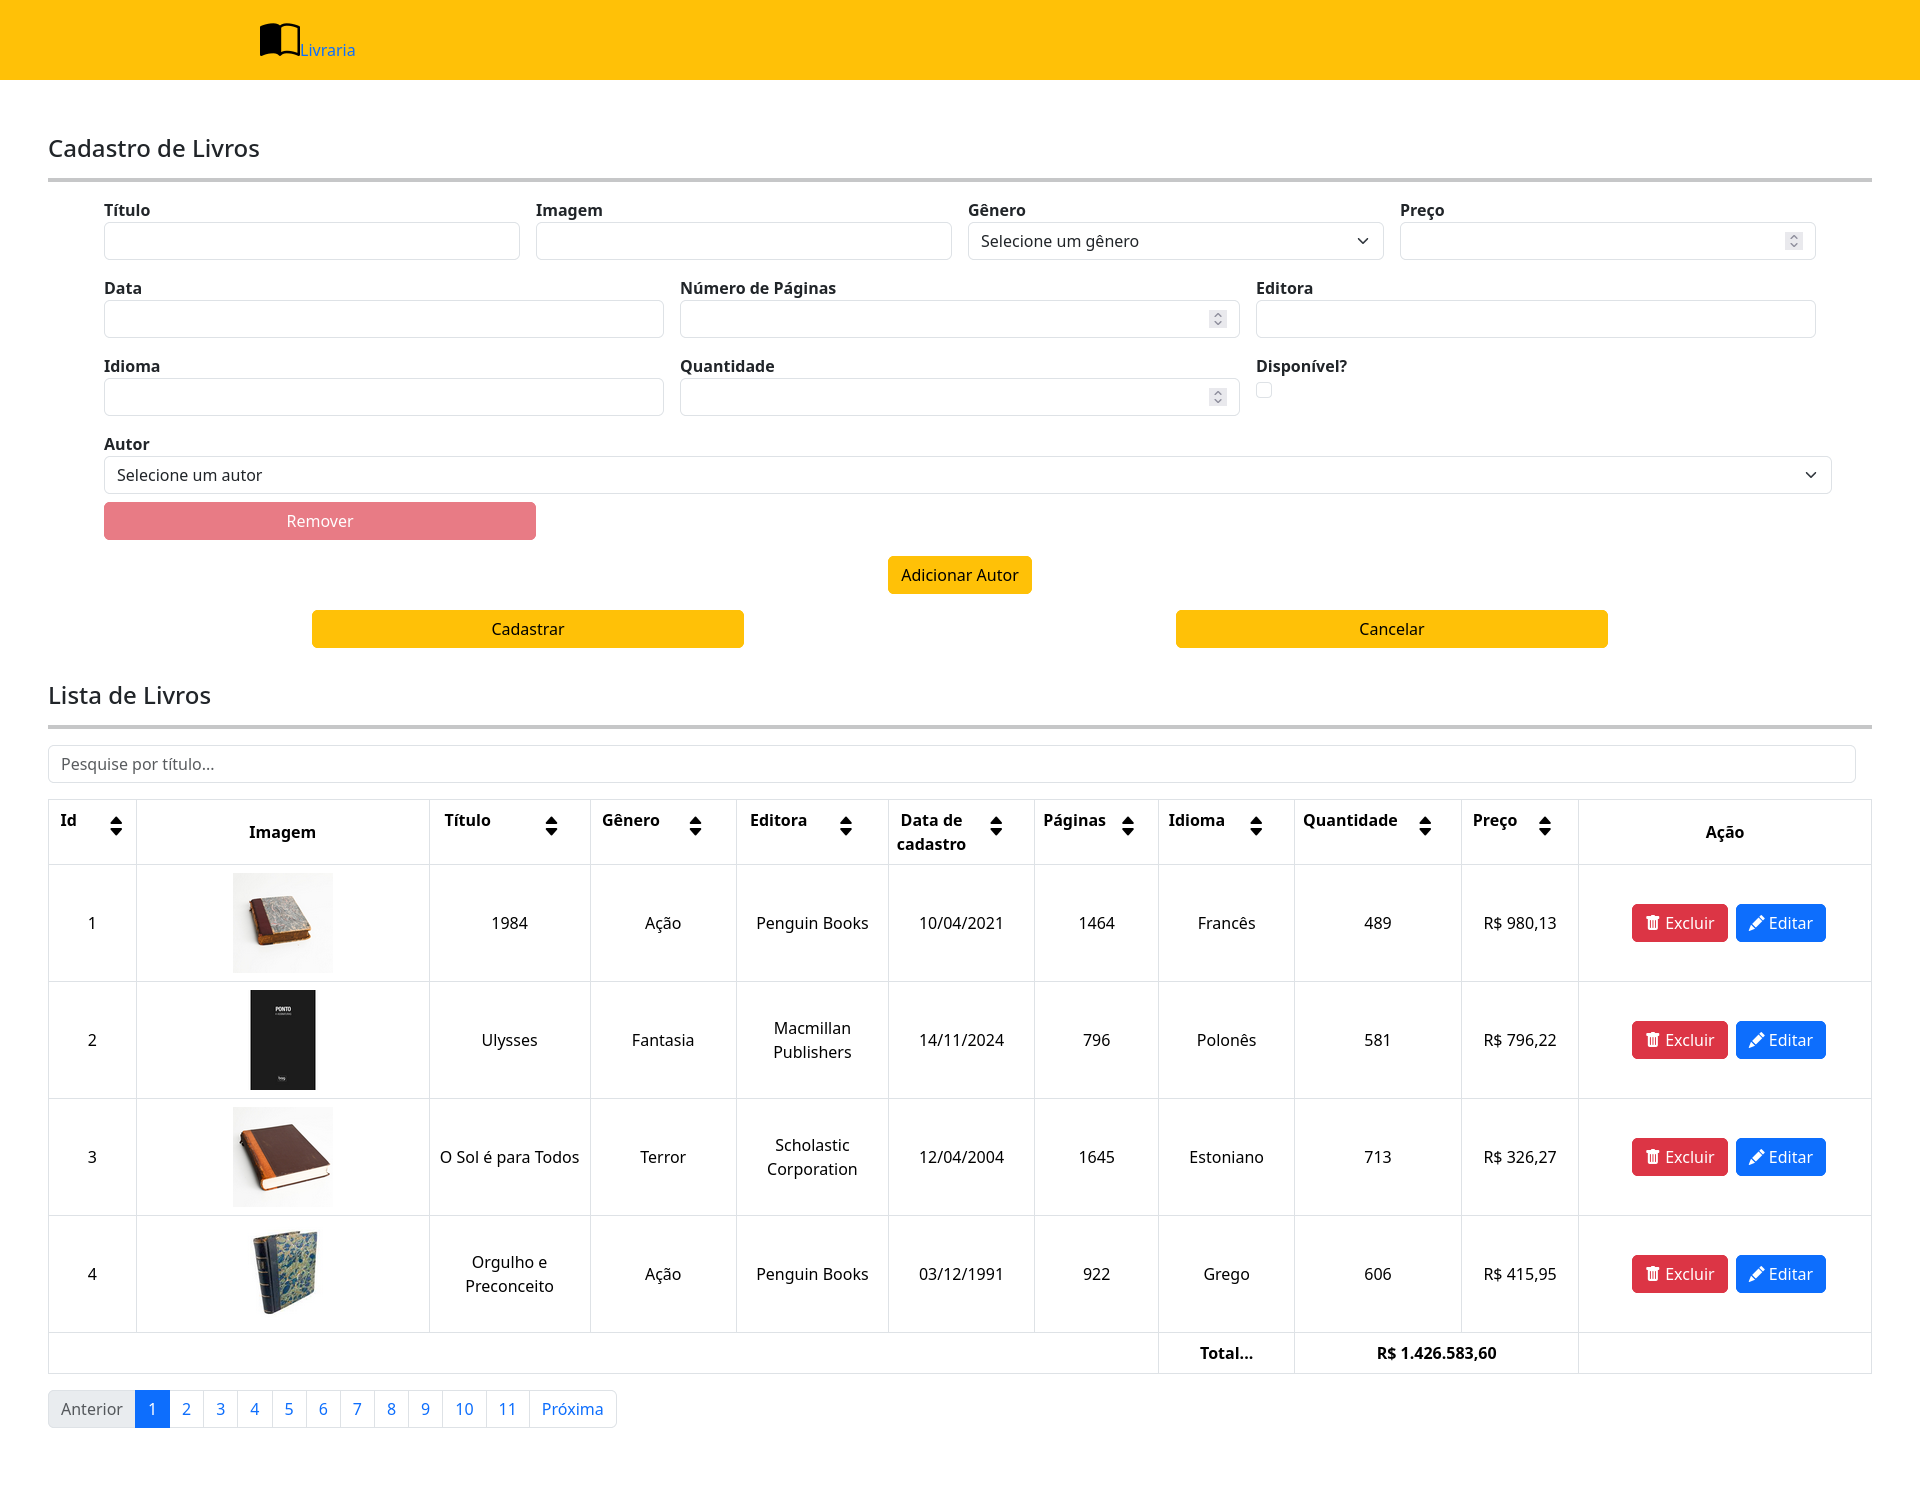 Livraria
Cadastro de Livros
Título Imagem Gênero Preço
Selecione um gênero
Data Número de Páginas Editora
Idioma Quantidade Disponível?
Autor
Selecione um autor
Remover
Adicionar Autor
Cadastrar Cancelar
Lista de Livros
Pesquise por título...
Id Imagem Título Gênero Editora Data de cadastro Páginas Idioma Quantidade Preço Ação
1 1984 Ação Penguin Books 10/04/2021 1464 Francês 489 R$ 980,13 Excluir Editar
PONTO
2 Ulysses Fantasia Macmillan Publishers 14/11/2024 796 Polonês 581 R$ 796,22 Excluir Editar
3 O Sol é para Todos Terror Scholastic Corporation 12/04/2004 1645 Estoniano 713 R$ 326,27 Excluir Editar
4 Orgulho e Preconceito Ação Penguin Books 03/12/1991 922 Grego 606 R$ 415,95 Excluir Editar
Total... R$ 1.426.583,60
Anterior 1 2 3 4 5 6 7 8 9 10 11 Próxima